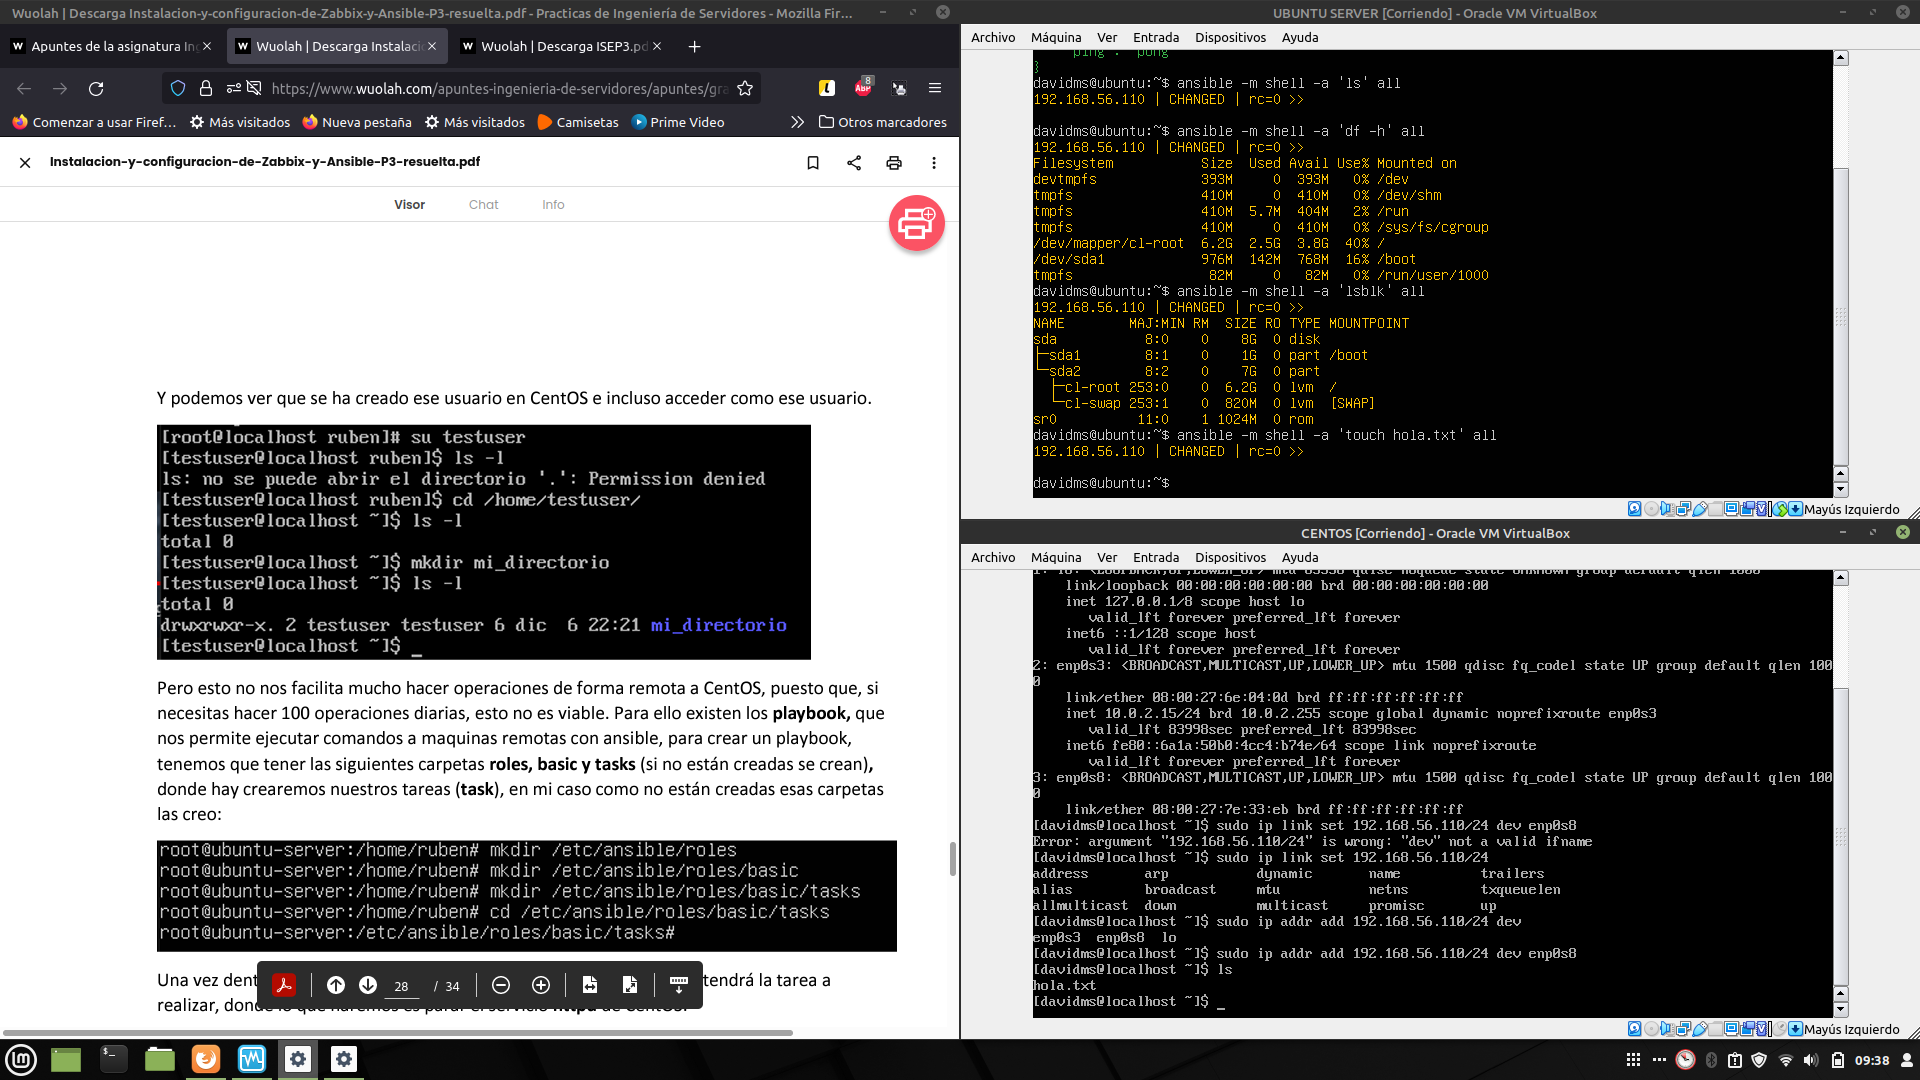 Wuolah | Descarga Instalacion-y-configuracion-de-Zabbix-y-Ansible-P3-resuelta.pdf - Practicas de Ingeniería de Servidores - Mozilla Fir...
Apuntes de la asignatura In
Wuolah | Descarga Instalaci
Wuolah | Descarga ISEP3.pd
https://www.wuolah.com/apuntes-ingenieria-de-servidores/apuntes/gra
8
ABP
Comenzar a usar Firef...
Más visitados
Nueva pestaña
Más visitados
Camisetas
Prime Video
Otros marcadores
Instalacion-y-configuracion-de-Zabbix-y-Ansible-P3-resuelta.pdf
Visor
Chat
Info
Y podemos ver que se ha creado ese usuario en CentOS e incluso acceder como ese usuario.
[root@localhost ruben]# su testuser
[testuser@localhost ruben]$ ls -l
ls: no se puede abrir el directorio '.': Permission denied
[testuser@localhost ruben]$ cd /home/testuser/
[testuser@localhost ~]$ ls -l
total 0
[testuser@localhost ~]$ mkdir mi_directorio
[testuser@localhost ~]$ ls -l
total 0
drwxrwxr-x. 2 testuser testuser 6 dic  6 22:21 mi_directorio
[testuser@localhost ~]$ _
Pero esto no nos facilita mucho hacer operaciones de forma remota a CentOS, puesto que, si
necesitas hacer 100 operaciones diarias, esto no es viable. Para ello existen los playbook, que
nos permite ejecutar comandos a maquinas remotas con ansible, para crear un playbook,
tenemos que tener las siguientes carpetas roles, basic y tasks (si no están creadas se crean),
donde hay crearemos nuestros tareas (task), en mi caso como no están creadas esas carpetas
las creo:
root@ubuntu-server:/home/ruben# mkdir /etc/ansible/roles
root@ubuntu-server:/home/ruben# mkdir /etc/ansible/roles/basic
root@ubuntu-server:/home/ruben# mkdir /etc/ansible/roles/basic/tasks
root@ubuntu-server:/home/ruben# cd /etc/ansible/roles/basic/tasks
root@ubuntu-server:/etc/ansible/roles/basic/tasks#
Una vez dent
tendrá la tarea a
realizar, dond
28 / 34
UBUNTU SERVER [Corriendo] - Oracle VM VirtualBox
Archivo Máquina Ver Entrada Dispositivos Ayuda
"ping": "pong"
}
davidms@ubuntu:~$ ansible -m shell -a 'ls' all
192.168.56.110 | CHANGED | rc=0 >>
davidms@ubuntu:~$ ansible -m shell -a 'df -h' all
192.168.56.110 | CHANGED | rc=0 >>
Filesystem           Size  Used Avail Use% Mounted on
devtmpfs             393M     0  393M   0% /dev
tmpfs                410M     0  410M   0% /dev/shm
tmpfs                410M  5.7M  404M   2% /run
tmpfs                410M     0  410M   0% /sys/fs/cgroup
/dev/mapper/cl-root  6.2G  2.5G  3.8G  40% /
/dev/sda1            976M  142M  768M  16% /boot
tmpfs                 82M     0   82M   0% /run/user/1000
davidms@ubuntu:~$ ansible -m shell -a 'lsblk' all
192.168.56.110 | CHANGED | rc=0 >>
NAME        MAJ:MIN RM  SIZE RO TYPE MOUNTPOINT
sda           8:0    0    8G  0 disk
├─sda1        8:1    0    1G  0 part /boot
└─sda2        8:2    0    7G  0 part
  ├─cl-root 253:0    0  6.2G  0 lvm  /
  └─cl-swap 253:1    0  820M  0 lvm  [SWAP]
sr0          11:0    1 1024M  0 rom
davidms@ubuntu:~$ ansible -m shell -a 'touch hola.txt' all
192.168.56.110 | CHANGED | rc=0 >>
davidms@ubuntu:~$
Mayús Izquierdo
CENTOS [Corriendo] - Oracle VM VirtualBox
Archivo Máquina Ver Entrada Dispositivos Ayuda
1: lo: <LOOPBACK,UP,LOWER_UP> mtu 65536 qdisc noqueue state UNKNOWN group default qlen 1000
link/loopback 00:00:00:00:00:00 brd 00:00:00:00:00:00
inet 127.0.0.1/8 scope host lo
valid_lft forever preferred_lft forever
inet6 ::1/128 scope host
valid_lft forever preferred_lft forever
2: enp0s3: <BROADCAST,MULTICAST,UP,LOWER_UP> mtu 1500 qdisc fq_codel state UP group default qlen 100
0
link/ether 08:00:27:6e:04:0d brd ff:ff:ff:ff:ff:ff
inet 10.0.2.15/24 brd 10.0.2.255 scope global dynamic noprefixroute enp0s3
valid_lft 83998sec preferred_lft 83998sec
inet6 fe80::6a1a:50b0:4cc4:b74e/64 scope link noprefixroute
valid_lft forever preferred_lft forever
3: enp0s8: <BROADCAST,MULTICAST,UP,LOWER_UP> mtu 1500 qdisc fq_codel state UP group default qlen 100
0
link/ether 08:00:27:7e:33:eb brd ff:ff:ff:ff:ff:ff
[davidms@localhost ~]$ sudo ip link set 192.168.56.110/24 dev enp0s8
Error: argument "192.168.56.110/24" is wrong: "dev" not a valid ifname
[davidms@localhost ~]$ sudo ip link set 192.168.56.110/24
address       arp           dynamic       name          trailers
alias         broadcast     mtu           netns         txqueuelen
allmulticast  down          multicast     promisc       up
[davidms@localhost ~]$ sudo ip addr add 192.168.56.110/24 dev
enp0s3  enp0s8  lo
[davidms@localhost ~]$ sudo ip addr add 192.168.56.110/24 dev enp0s8
[davidms@localhost ~]$ ls
hola.txt
[davidms@localhost ~]$ _
Mayús Izquierdo
09:38